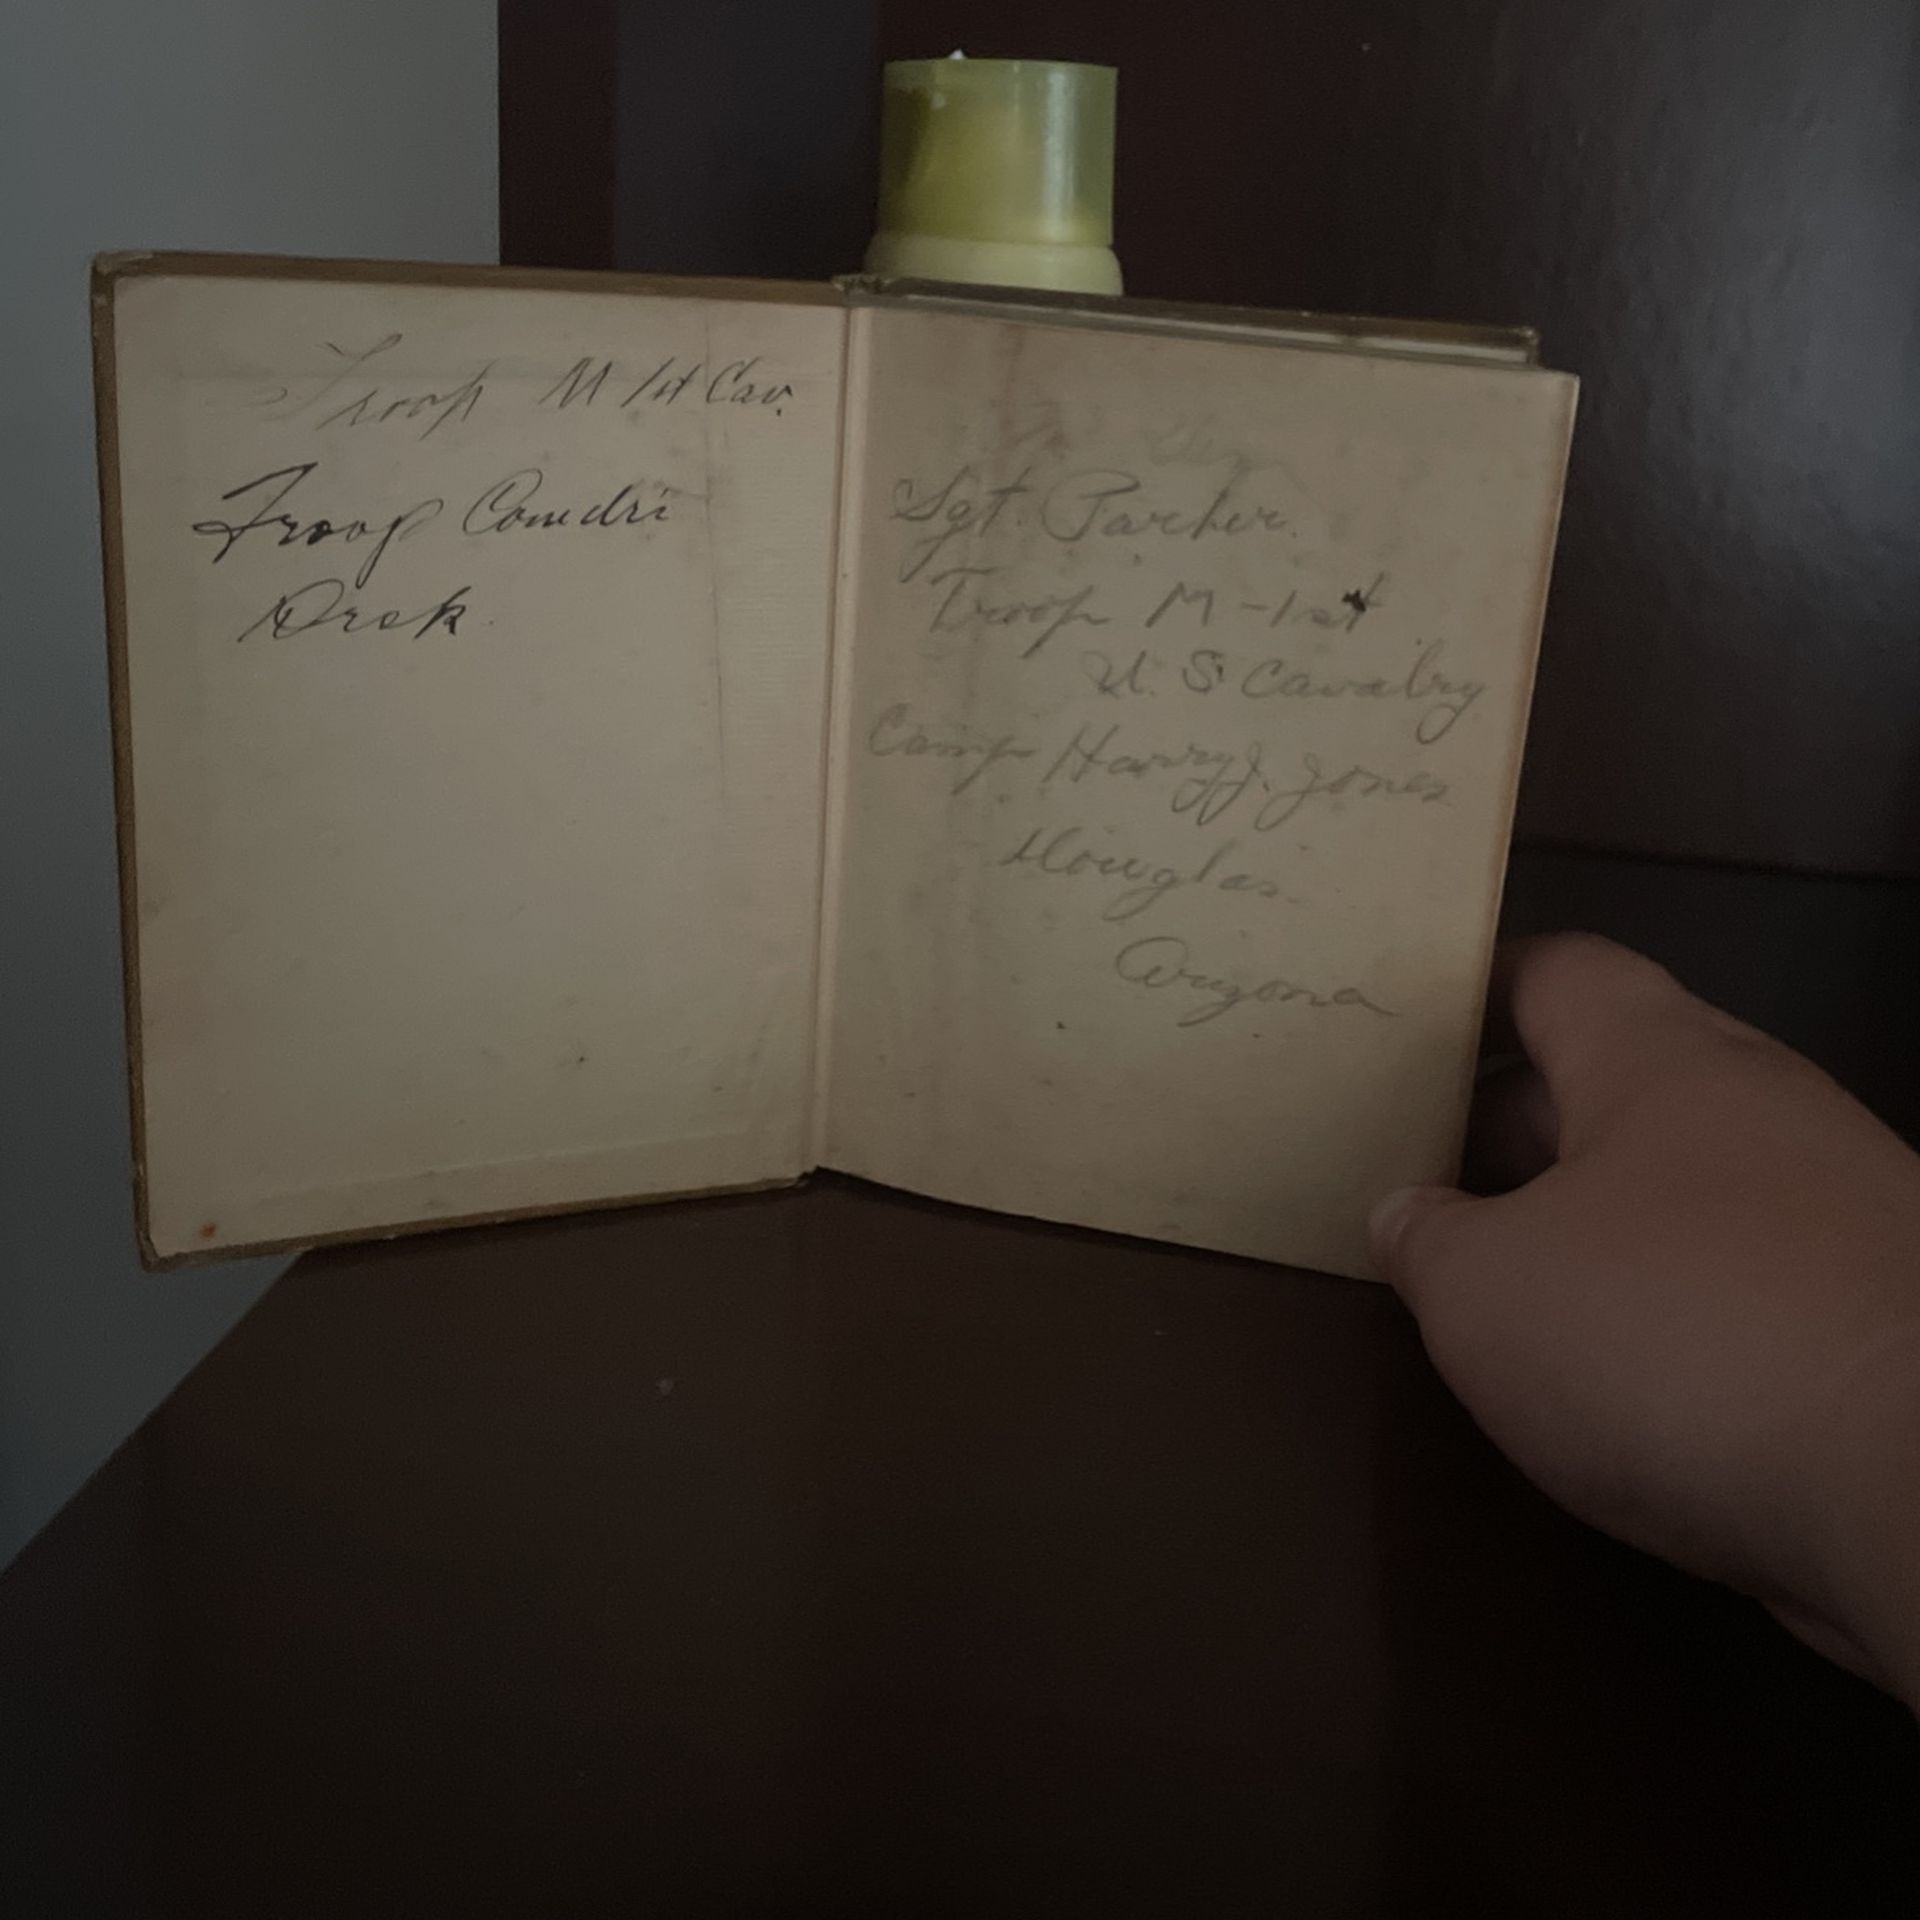 Troop M 1st Cav.
Troop Comdr's
Desk
Sgt. Parker.
Troop M-1st
U.S. Cavalry
Camp Harry J. Jones
Douglas.
Arizona